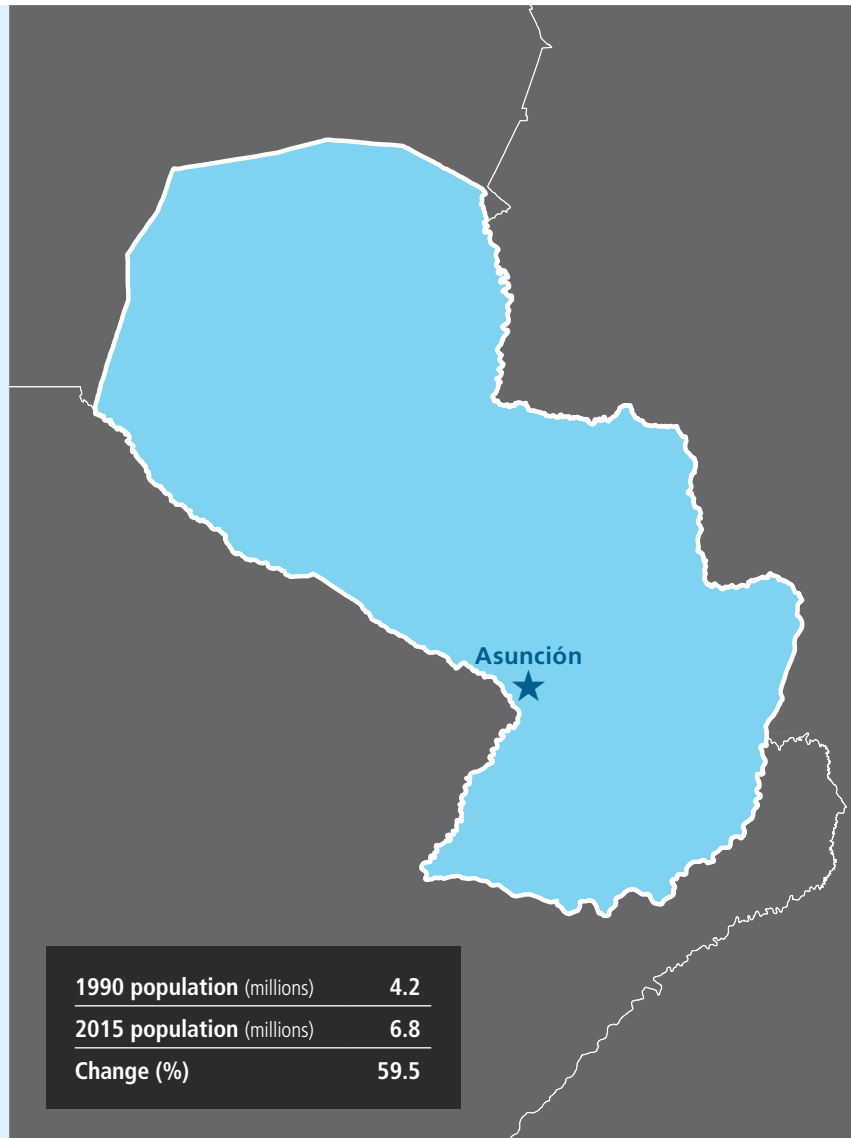 Asunción
1990 population (millions) 4.2
2015 population (millions) 6.8
Change (%) 59.5